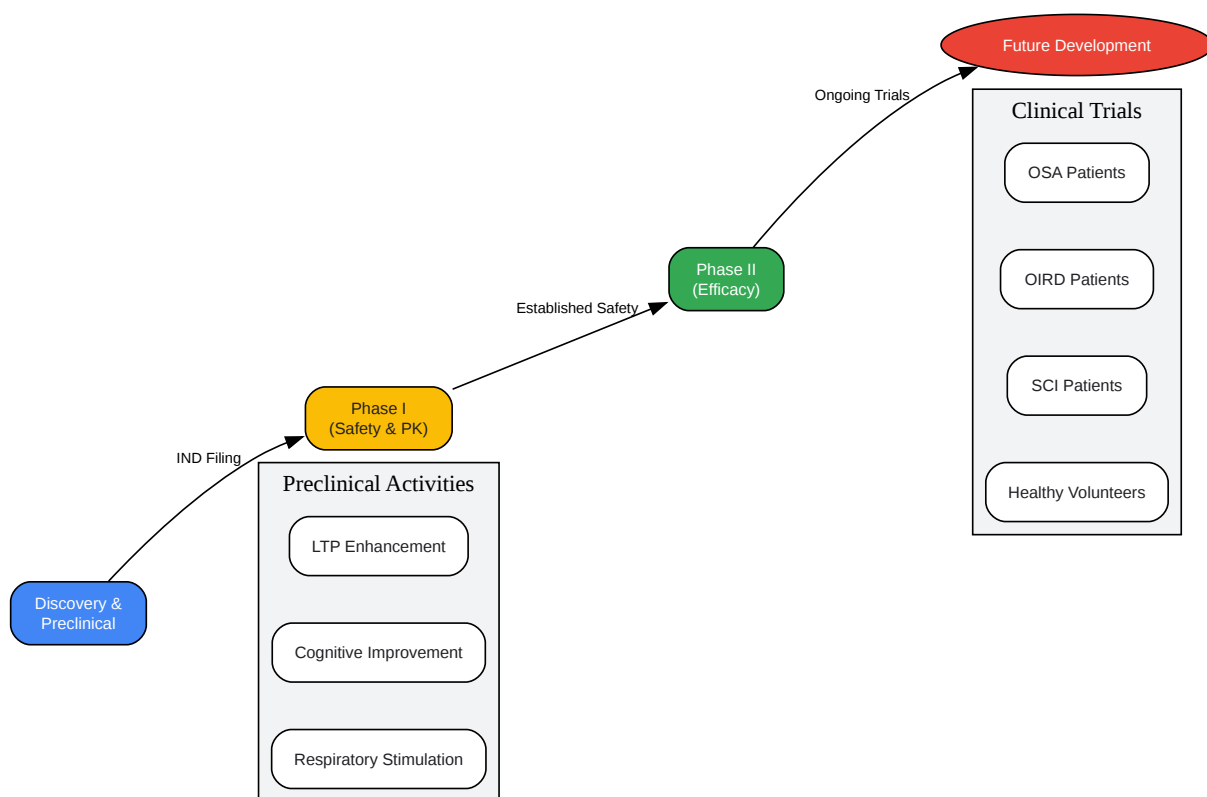 Future Development
Ongoing Trials
Clinical Trials
OSA Patients
OIRD Patients
SCI Patients
Healthy Volunteers
Phase II
(Efficacy)
Established Safety
Phase I
(Safety & PK)
IND Filing
Preclinical Activities
LTP Enhancement
Cognitive Improvement
Respiratory Stimulation
Discovery &
Preclinical